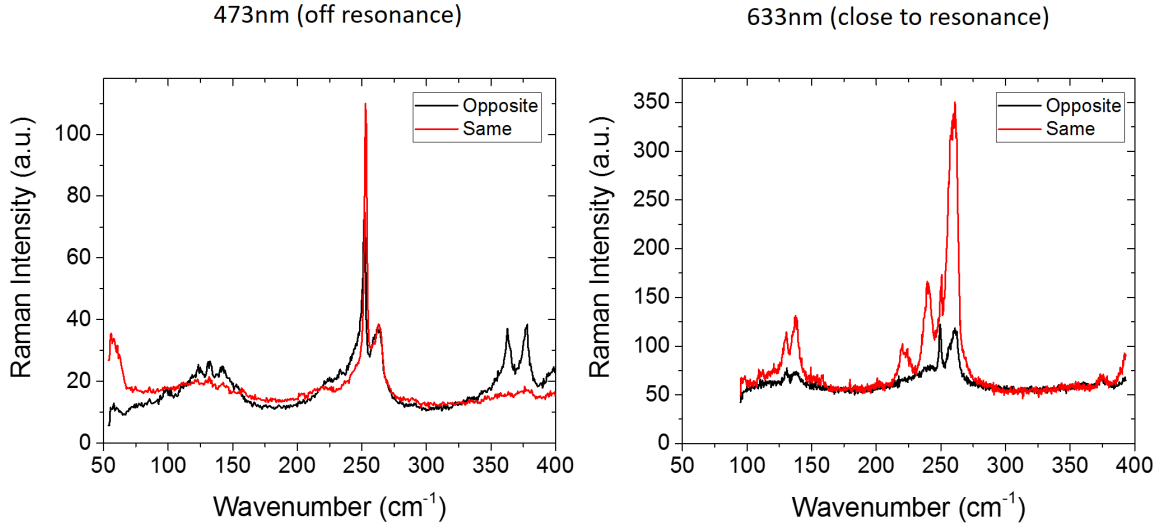 473nm (off resonance)
633nm (close to resonance)
Opposite
Same
Raman Intensity (a.u.)
100
80
60
40
20
0
50 100 150 200 250 300 350 400
Wavenumber (cm-1)
Opposite
Same
Raman Intensity (a.u.)
350
300
250
200
150
100
50
0
50 100 150 200 250 300 350 400
Wavenumber (cm-1)